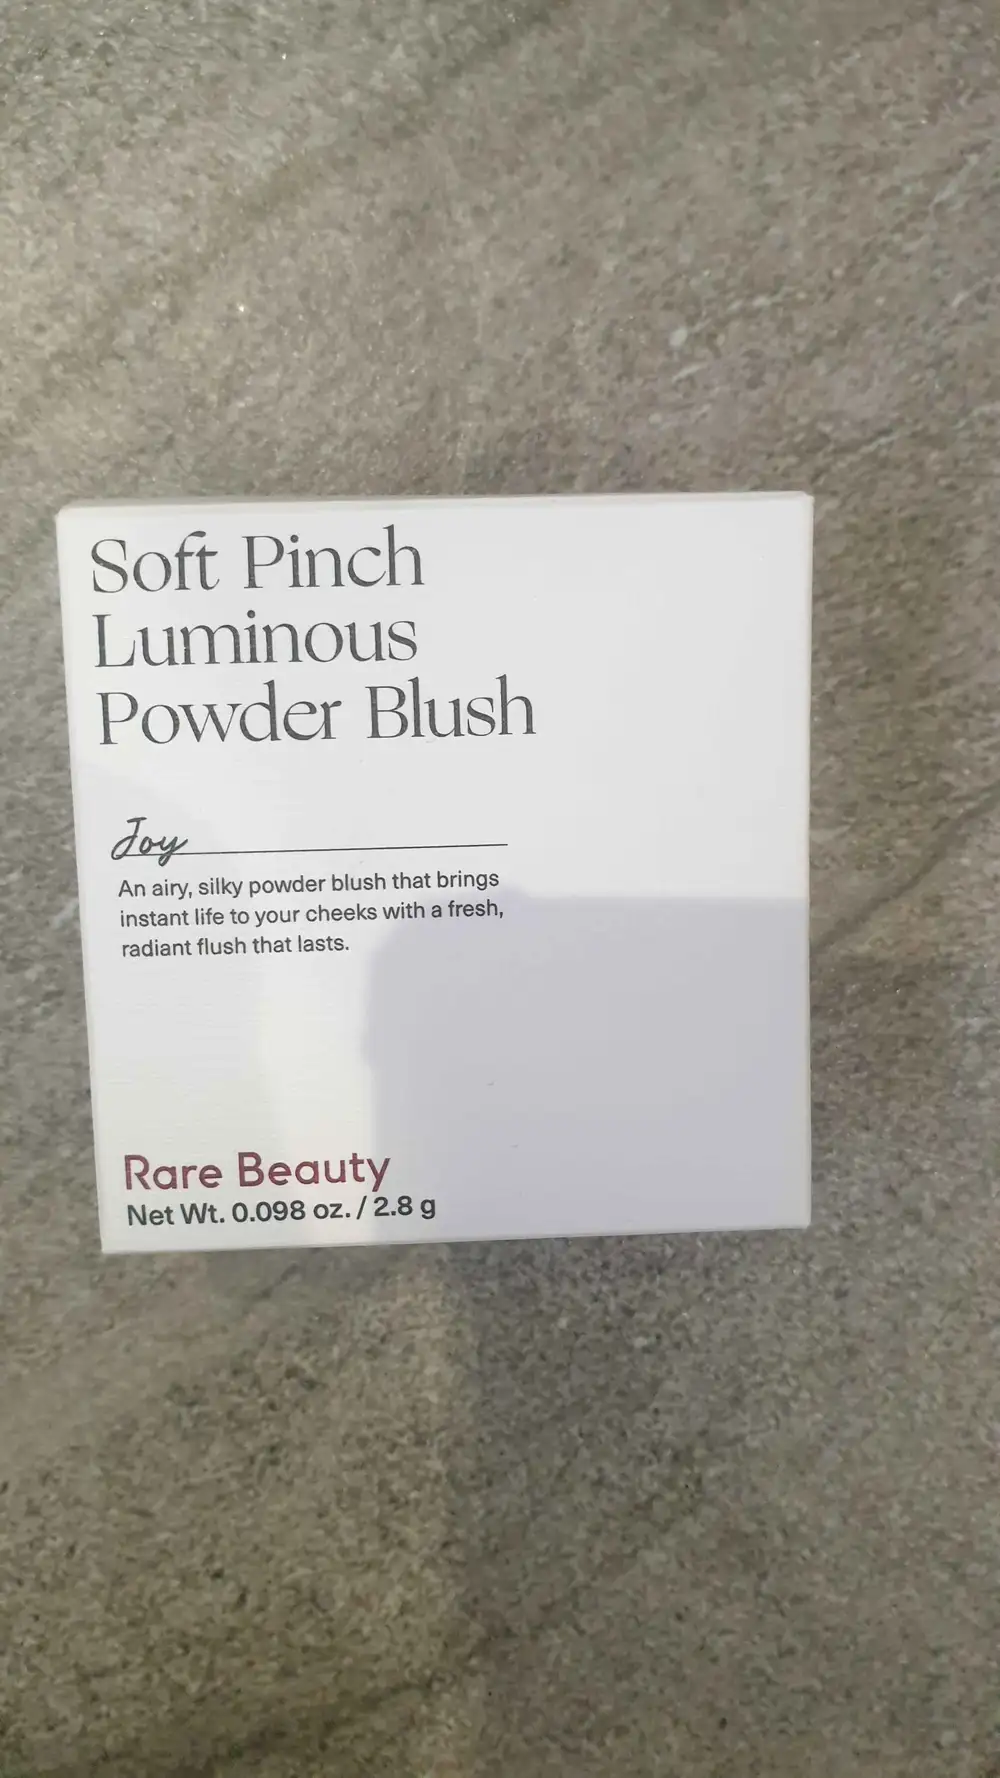 Soft Pinch
Luminous
Powder Blush
Joy
An airy, silky powder blush that brings
instant life to your cheeks with a fresh,
radiant flush that lasts.
Rare Beauty
Net Wt. 0.098 oz. / 2.8 g